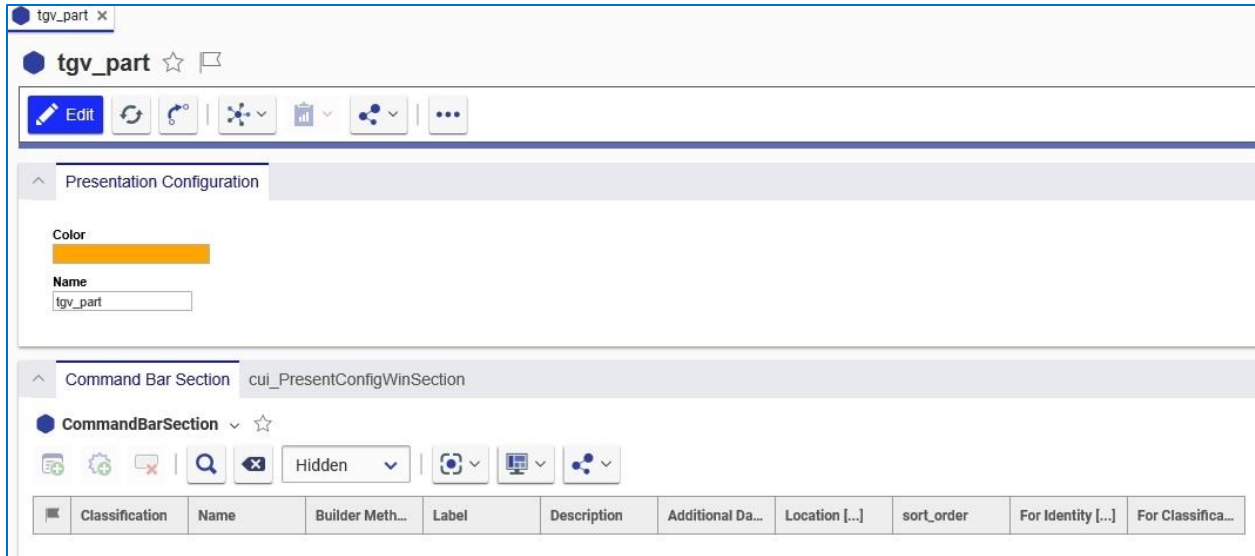 tgv_part
tgv_part
Edit
Presentation Configuration
Color
Name
tgv_part
Command Bar Section cui_PresentConfigWinSection
CommandBarSection
Hidden
Classification Name Builder Meth... Label Description Additional Da... Location [...] sort_order For Identity [...] For Classifica...